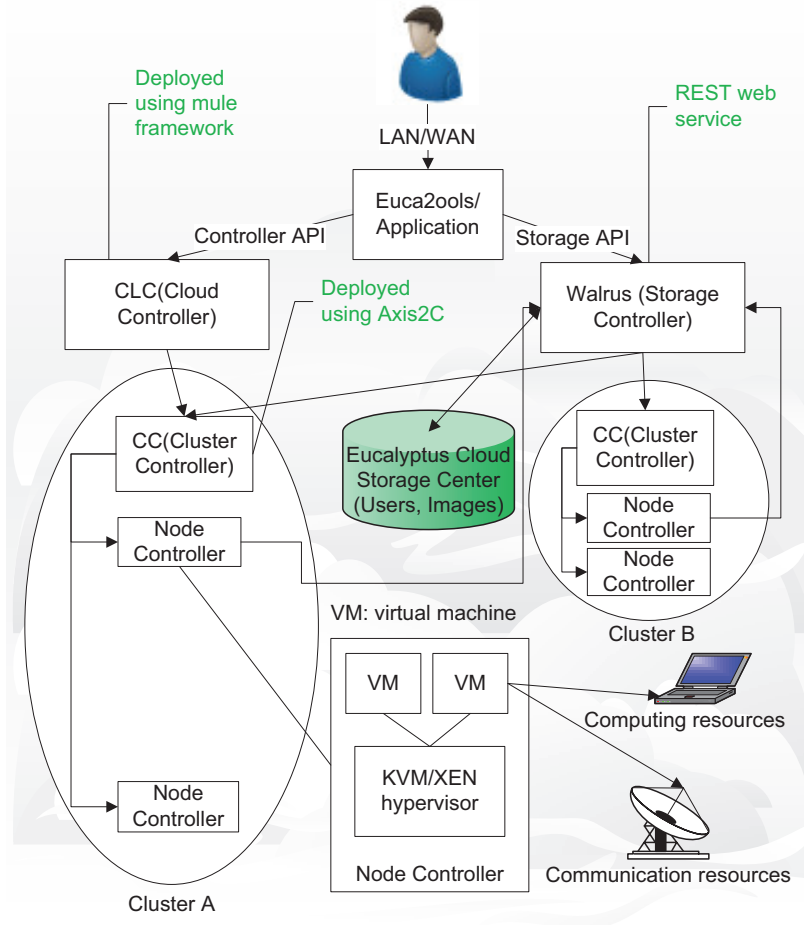 Deployed
using mule
framework
REST web
service
LAN/WAN
Euca2ools/
Application
Controller API
Storage API
CLC(Cloud
Controller)
Deployed
using Axis2C
Walrus (Storage
Controller)
CC(Cluster
Controller)
Eucalyptus Cloud
Storage Center
(Users, Images)
CC(Cluster
Controller)
Node
Controller
Node
Controller
Node
Controller
Cluster B
VM: virtual machine
VM
VM
KVM/XEN
hypervisor
Node Controller
Computing resources
Communication resources
Node
Controller
Cluster A